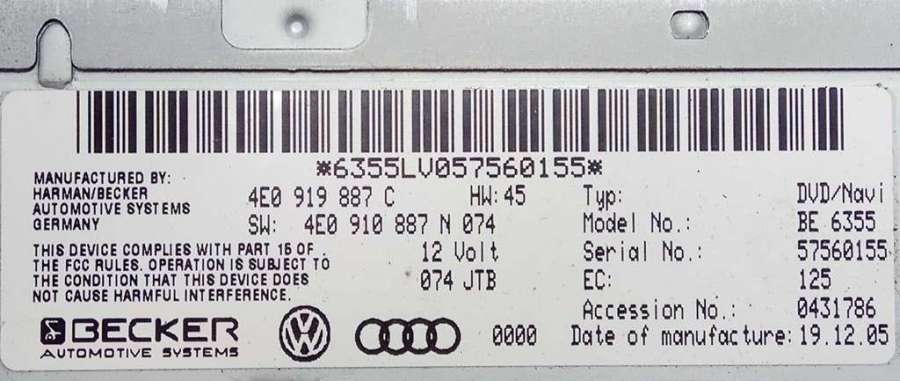 *6355LV057560155*
MANUFACTURED BY:
HARMAN/BECKER
AUTOMOTIVE SYSTEMS
GERMANY
4E0 919 887 C HW: 45
SW: 4E0 910 887 N 074
12 Volt
074 JTB
THIS DEVICE COMPLIES WITH PART 15 OF
THE FCC RULES. OPERATION IS SUBJECT TO
THE CONDITION THAT THIS DEVICE DOES
NOT CAUSE HARMFUL INTERFERENCE
Typ: DVD/Navi
Model No.: BE 6355
Serial No.: 57560155
EC: 125
Accession No.: 0431786
Date of manufacture: 19.12.05
BECKER
AUTOMOTIVE SYSTEMS
VW
0000